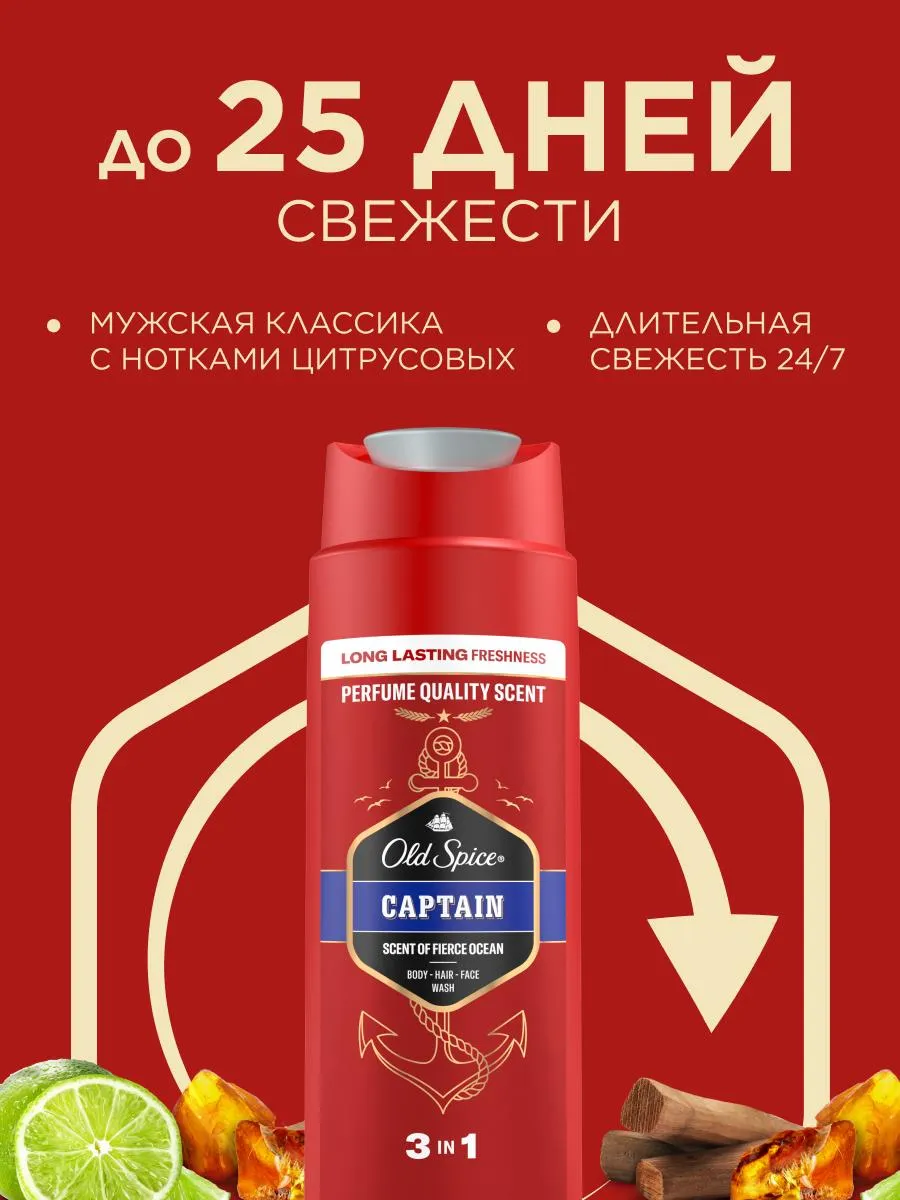 до 25 ДНЕЙ
СВЕЖЕСТИ
• МУЖСКАЯ КЛАССИКА
С НОТКАМИ ЦИТРУСОВЫХ
• ДЛИТЕЛЬНАЯ
СВЕЖЕСТЬ 24/7
LONG LASTING FRESHNESS
PERFUME QUALITY SCENT
Old Spice®
CAPTAIN
SCENT OF FIERCE OCEAN
BODY - HAIR - FACE
WASH
3 IN 1